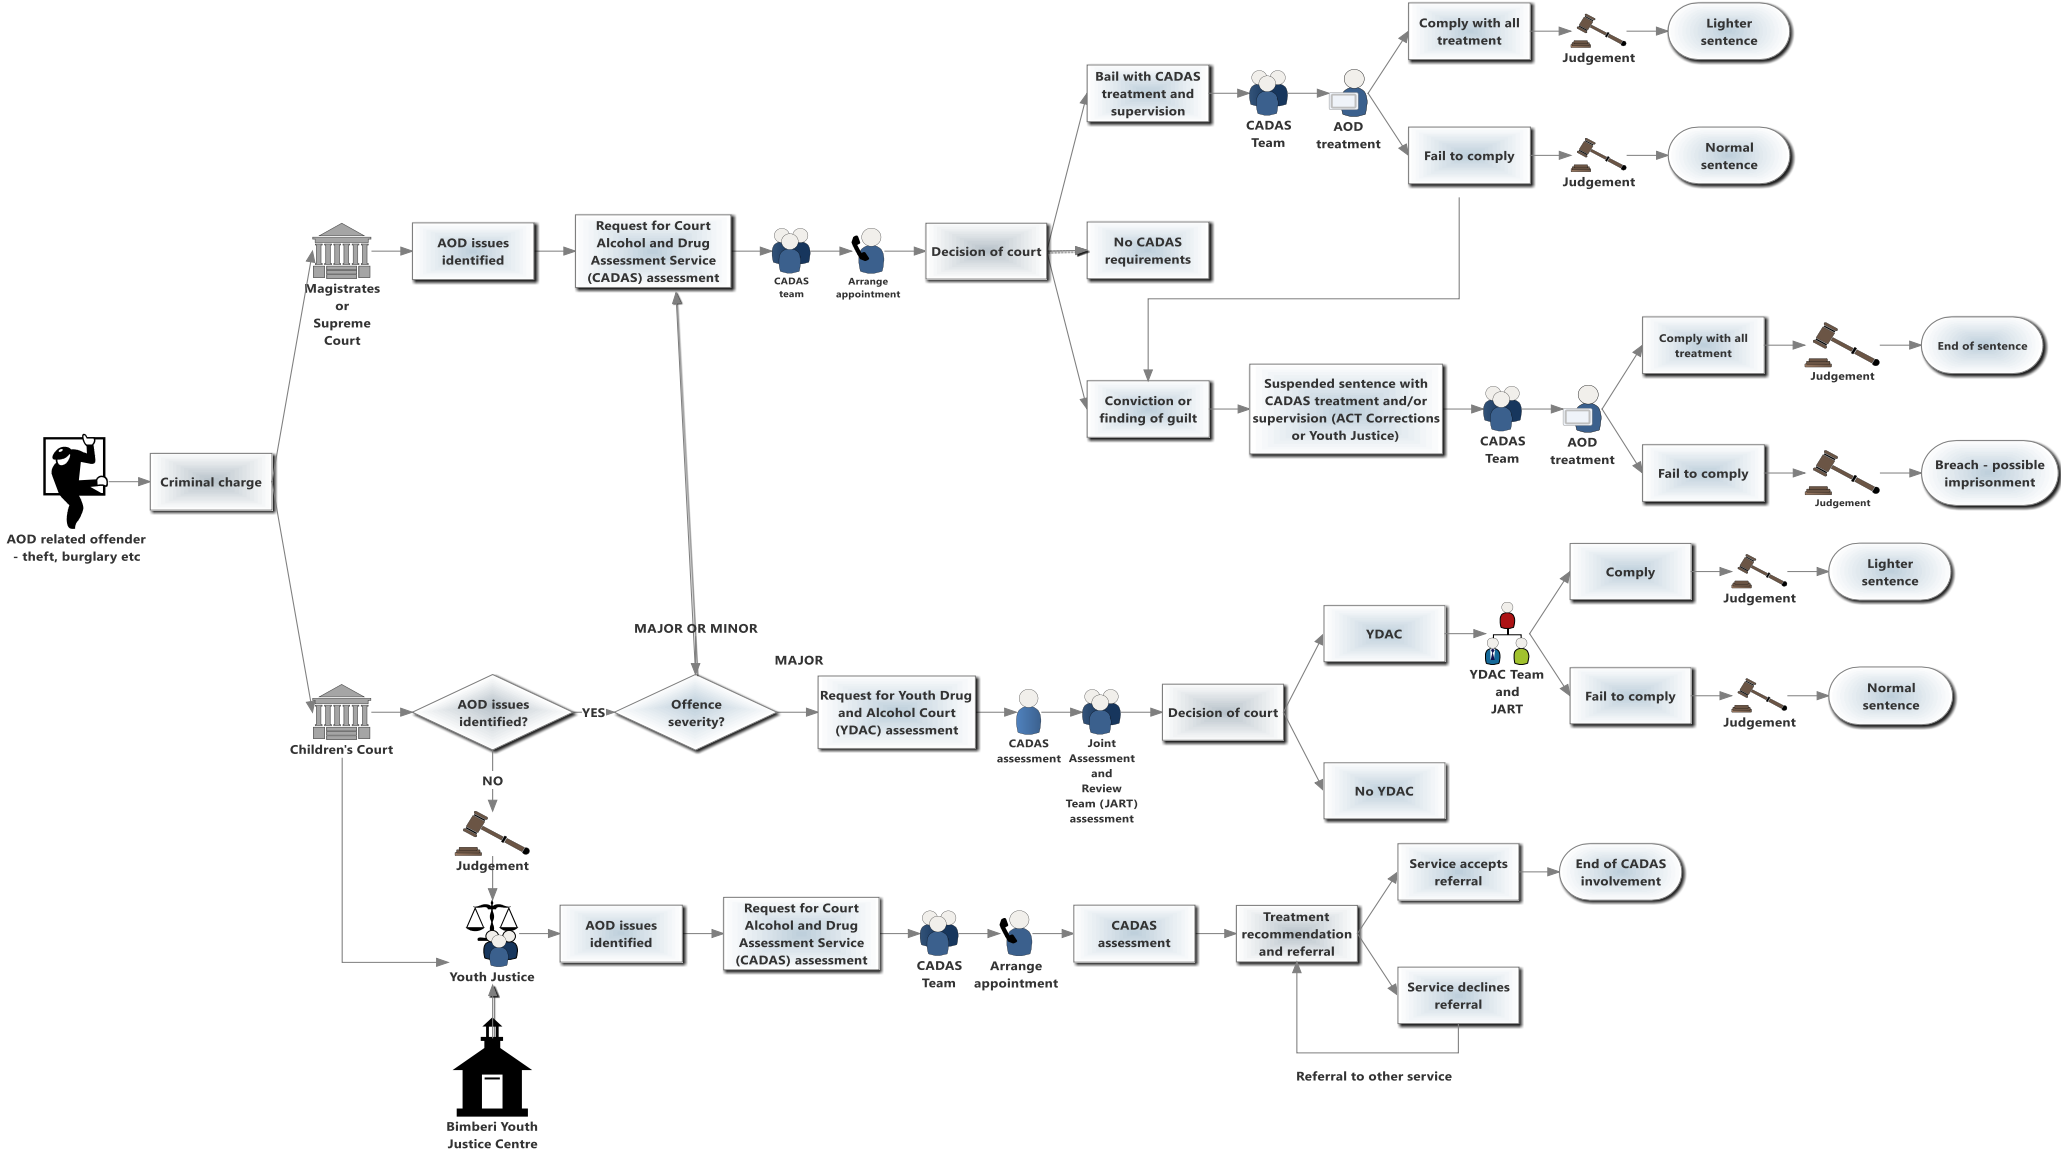 AOD related offender
- theft, burglary etc
Criminal charge
Magistrates
or
Supreme
Court
AOD issues
identified
Request for Court
Alcohol and Drug
Assessment Service
(CADAS) assessment
CADAS
team
Arrange
appointment
Decision of court
Bail with CADAS
treatment and
supervision
CADAS
Team
AOD
treatment
Comply with all
treatment
Judgement
Lighter
sentence
Fail to comply
Judgement
Normal
sentence
No CADAS
requirements
Conviction or
finding of guilt
Suspended sentence with
CADAS treatment and/or
supervision (ACT Corrections
or Youth Justice)
CADAS
Team
AOD
treatment
Comply with all
treatment
Judgement
End of sentence
Fail to comply
Judgement
Breach - possible
imprisonment
Children's Court
AOD issues
identified?
YES
Offence
severity?
MAJOR OR MINOR
MAJOR
Request for Youth Drug
and Alcohol Court
(YDAC) assessment
CADAS
assessment
Joint
Assessment
and
Review
Team (JART)
assessment
Decision of court
YDAC
YDAC Team
and
JART
Comply
Judgement
Lighter
sentence
Fail to comply
Judgement
Normal
sentence
No YDAC
NO
Judgement
Youth Justice
Bimberi Youth
Justice Centre
AOD issues
identified
Request for Court
Alcohol and Drug
Assessment Service
(CADAS) assessment
CADAS
Team
Arrange
appointment
CADAS
assessment
Treatment
recommendation
and referral
Service accepts
referral
End of CADAS
involvement
Service declines
referral
Referral to other service